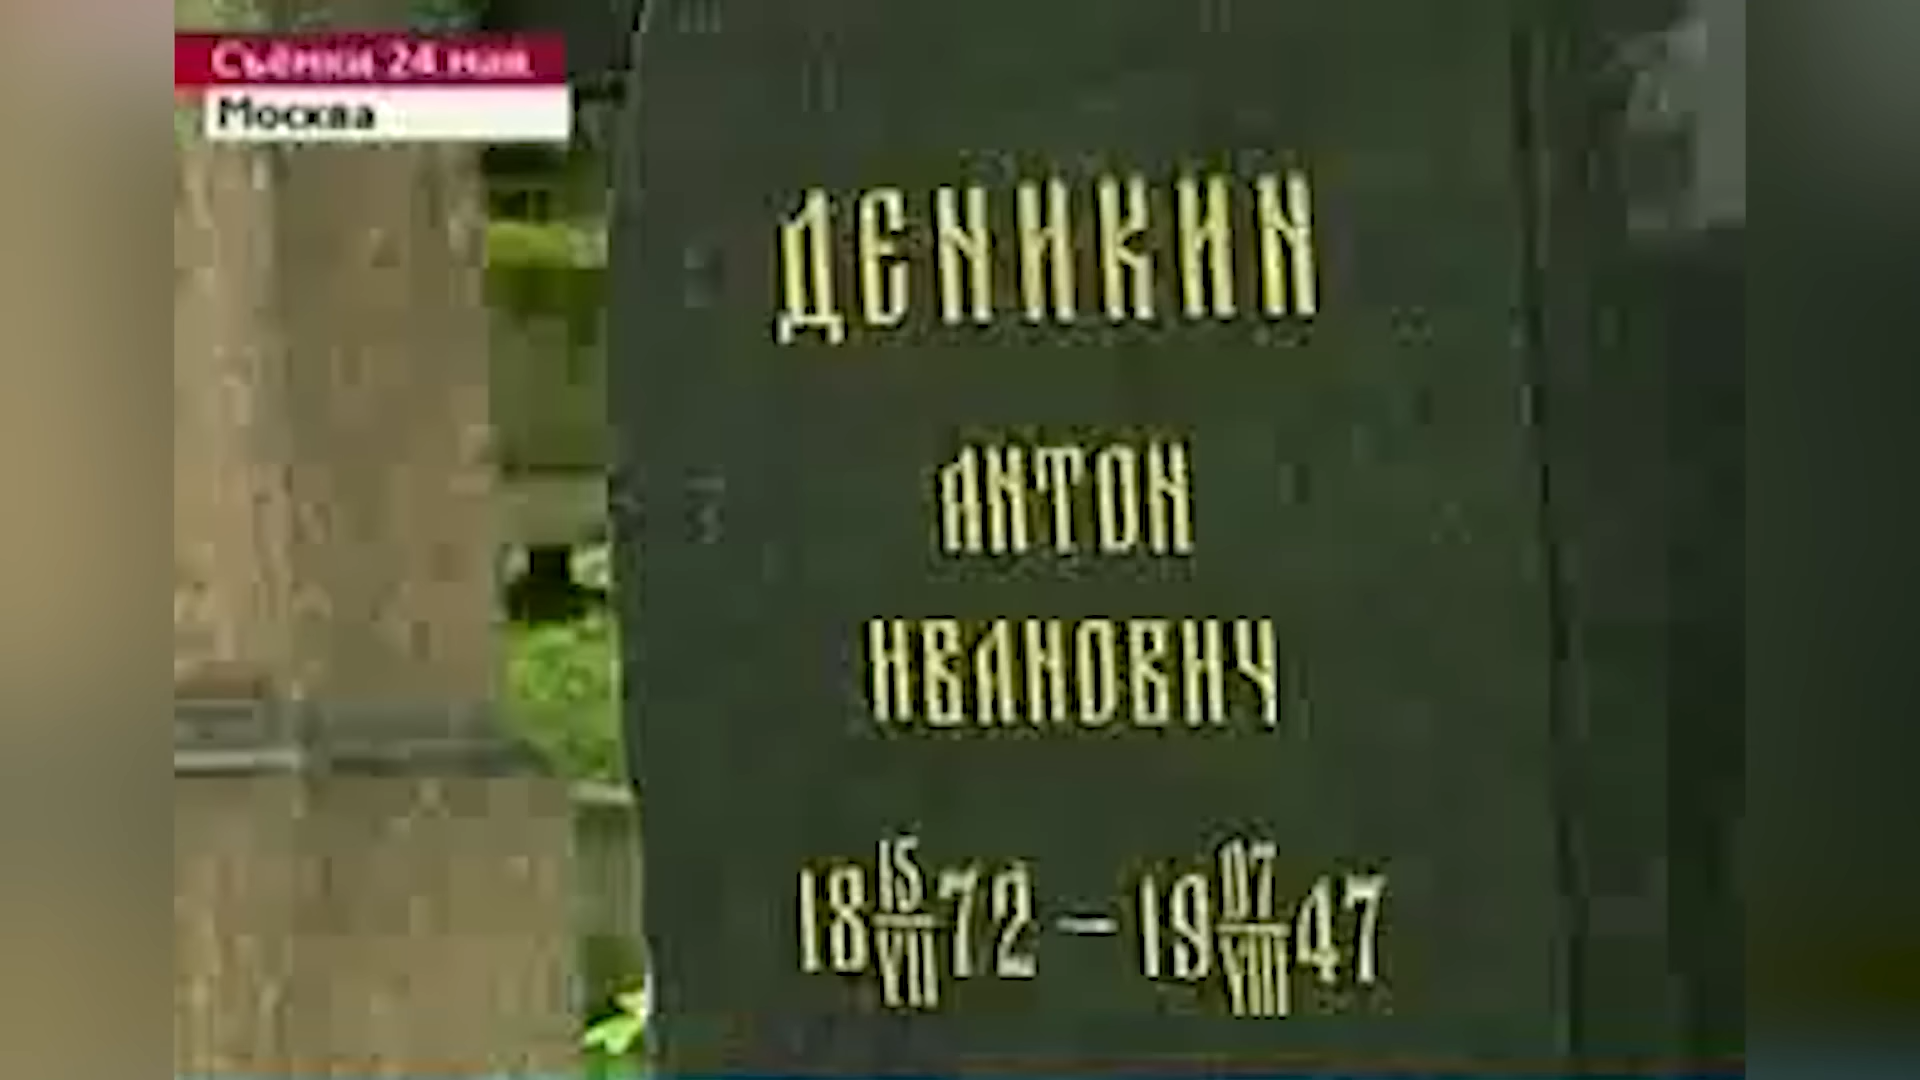 Съёмки 24 мая
Москва
ДЕНИКИН
АНТОН
ИВАНОВИЧ
18 15/VII 72 – 19 07/VIII 47